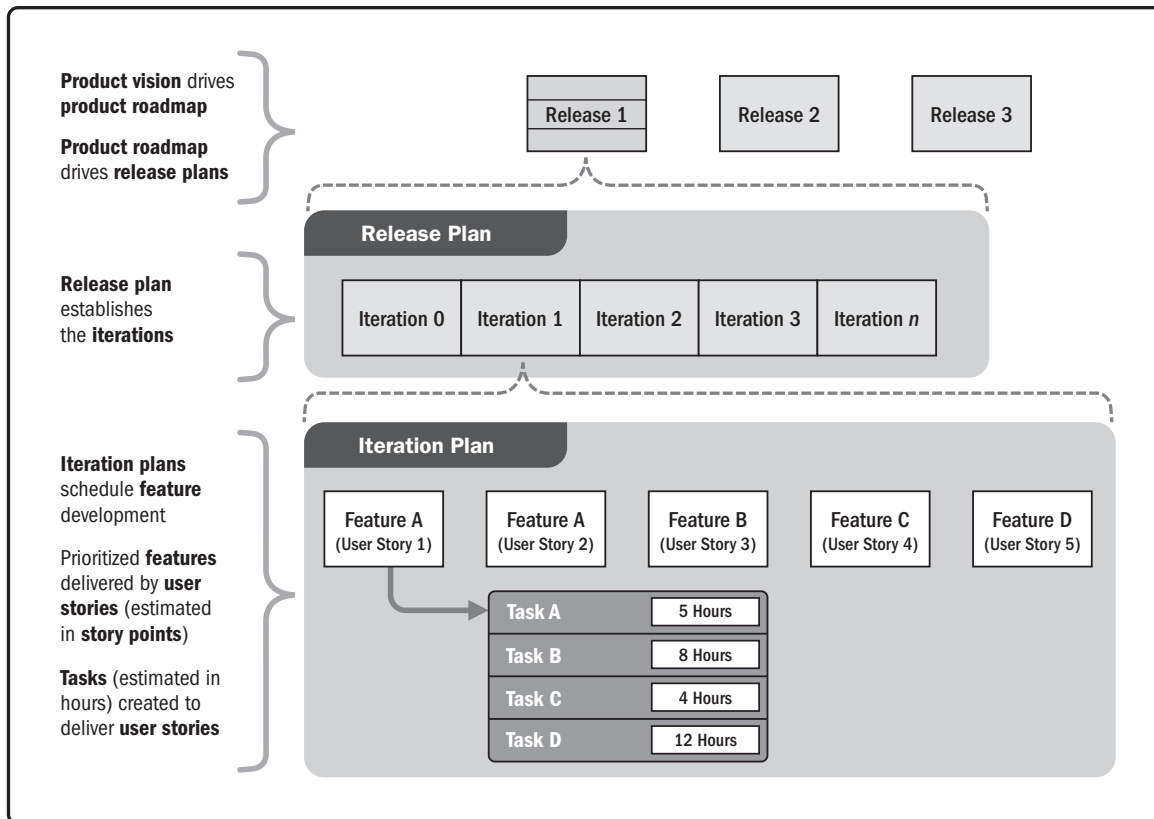 Product vision drives
product roadmap
Product roadmap
drives release plans
Release 1
Release 2
Release 3
Release Plan
Release plan
establishes
the iterations
Iteration 0
Iteration 1
Iteration 2
Iteration 3
Iteration n
Iteration Plan
Iteration plans
schedule feature
development
Prioritized features
delivered by user
stories (estimated
in story points)
Tasks (estimated in
hours) created to
deliver user stories
Feature A
(User Story 1)
Feature A
(User Story 2)
Feature B
(User Story 3)
Feature C
(User Story 4)
Feature D
(User Story 5)
Task A
5 Hours
Task B
8 Hours
Task C
4 Hours
Task D
12 Hours